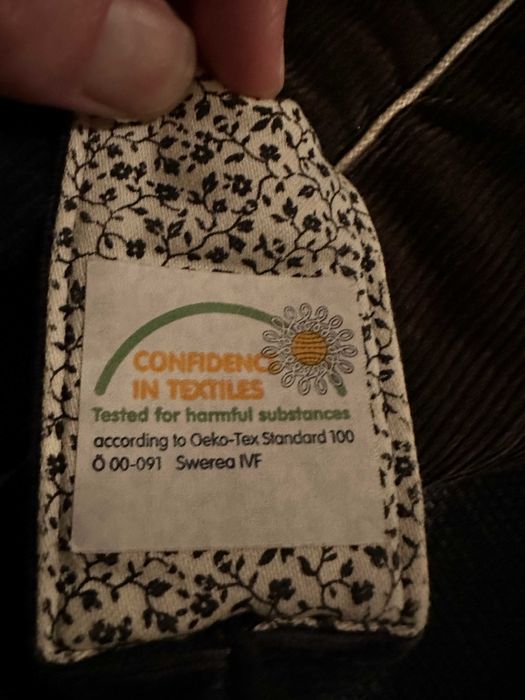 CONFIDENCE
IN TEXTILES
Tested for harmful substances
according to Oeko-Tex Standard 100
Ö 00-091 Swerea IVF